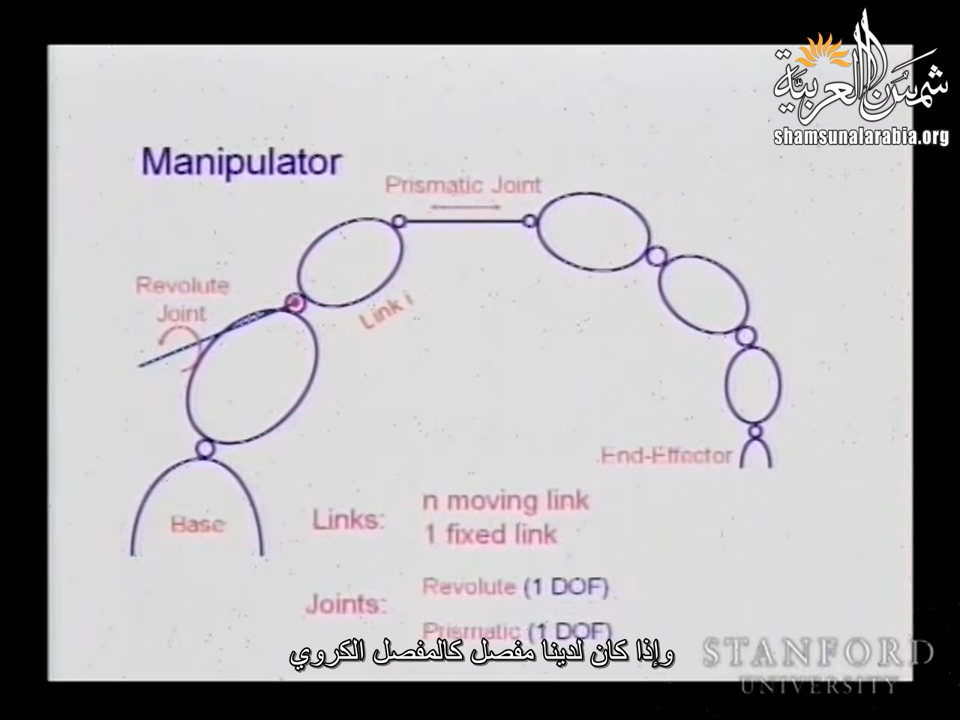 شمس العربية
shamsunalarabia.org
Manipulator
Prismatic Joint
Revolute
Joint
Link i
.End-Effector
Base
Links:
n moving link
1 fixed link
Joints:
Revolute (1 DOF)
Prismatic (1 DOF)
وإذا كان لدينا مفصل كالمفصل الكروي
STANFORD
UNIVERSITY